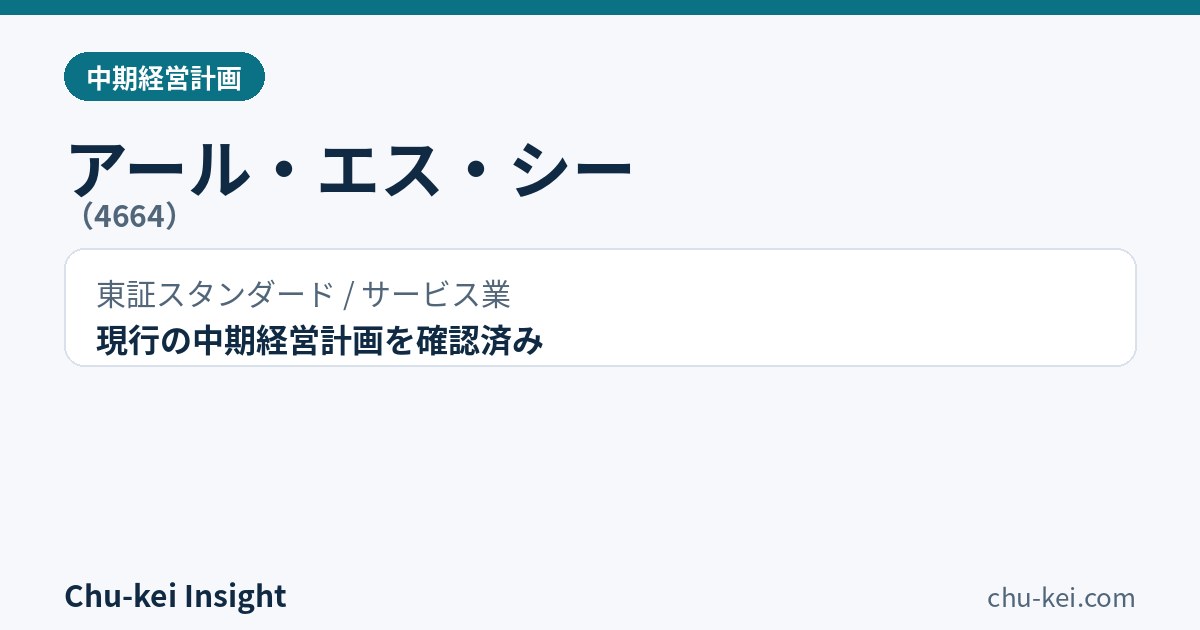 中期経営計画
アール・エス・シー
（4664）
東証スタンダード / サービス業
現行の中期経営計画を確認済み
Chu-kei Insight
chu-kei.com